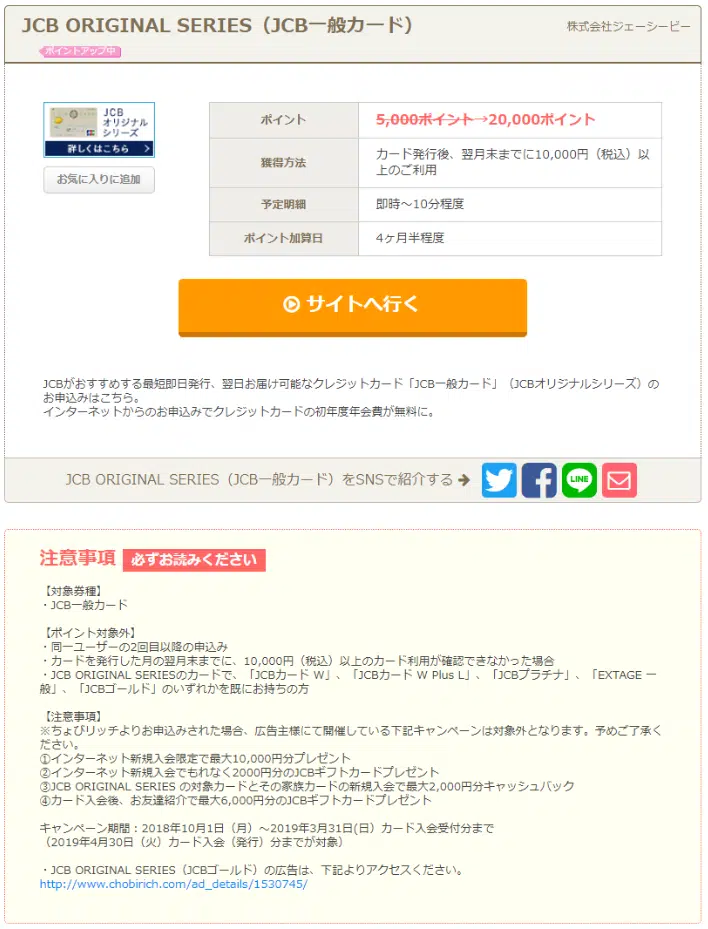 JCB ORIGINAL SERIES（JCB一般カード）
株式会社ジェーシービー
ポイントアップ中
JCB
オリジナル
シリーズ
詳しくはこちら
お気に入りに追加
ポイント
5,000ポイント→20,000ポイント
獲得方法
カード発行後、翌月末までに10,000円（税込）以
上のご利用
予定明細
即時～10分程度
ポイント加算日
4ヶ月半程度
サイトへ行く
JCBがおすすめする最短即日発行、翌日お届け可能なクレジットカード「JCB一般カード」（JCBオリジナルシリーズ）の
お申込みはこちら。
インターネットからのお申込みでクレジットカードの初年度年会費が無料に。
JCB ORIGINAL SERIES（JCB一般カード）をSNSで紹介する
LINE
注意事項 必ずお読みください
【対象券種】
・JCB一般カード
【ポイント対象外】
・同一ユーザーの2回目以降の申込み
・カードを発行した月の翌月末までに、10,000円（税込）以上のカード利用が確認できなかった場合
・JCB ORIGINAL SERIESのカードで、「JCBカード W」、「JCBカード W Plus L」、「JCBプラチナ」、「EXTAGE 一
般」、「JCBゴールド」のいずれかを既にお持ちの方
【注意事項】
※ちょびリッチよりお申込みされた場合、広告主様にて開催している下記キャンペーンは対象外となります。予めご了承く
ださい。
①インターネット新規入会限定で最大10,000円分プレゼント
②インターネット新規入会でもれなく2000円分のJCBギフトカードプレゼント
③JCB ORIGINAL SERIES の対象カードとその家族カードの新規入会で最大2,000円分キャッシュバック
④カード入会後、お友達紹介で最大6,000円分のJCBギフトカードプレゼント
キャンペーン期間：2018年10月1日（月）～2019年3月31日(日）カード入会受付分まで
（2019年4月30日（火）カード入会（発行）分までが対象）
・JCB ORIGINAL SERIES（JCBゴールド）の広告は、下記よりアクセスください。
http://www.chobirich.com/ad_details/1530745/